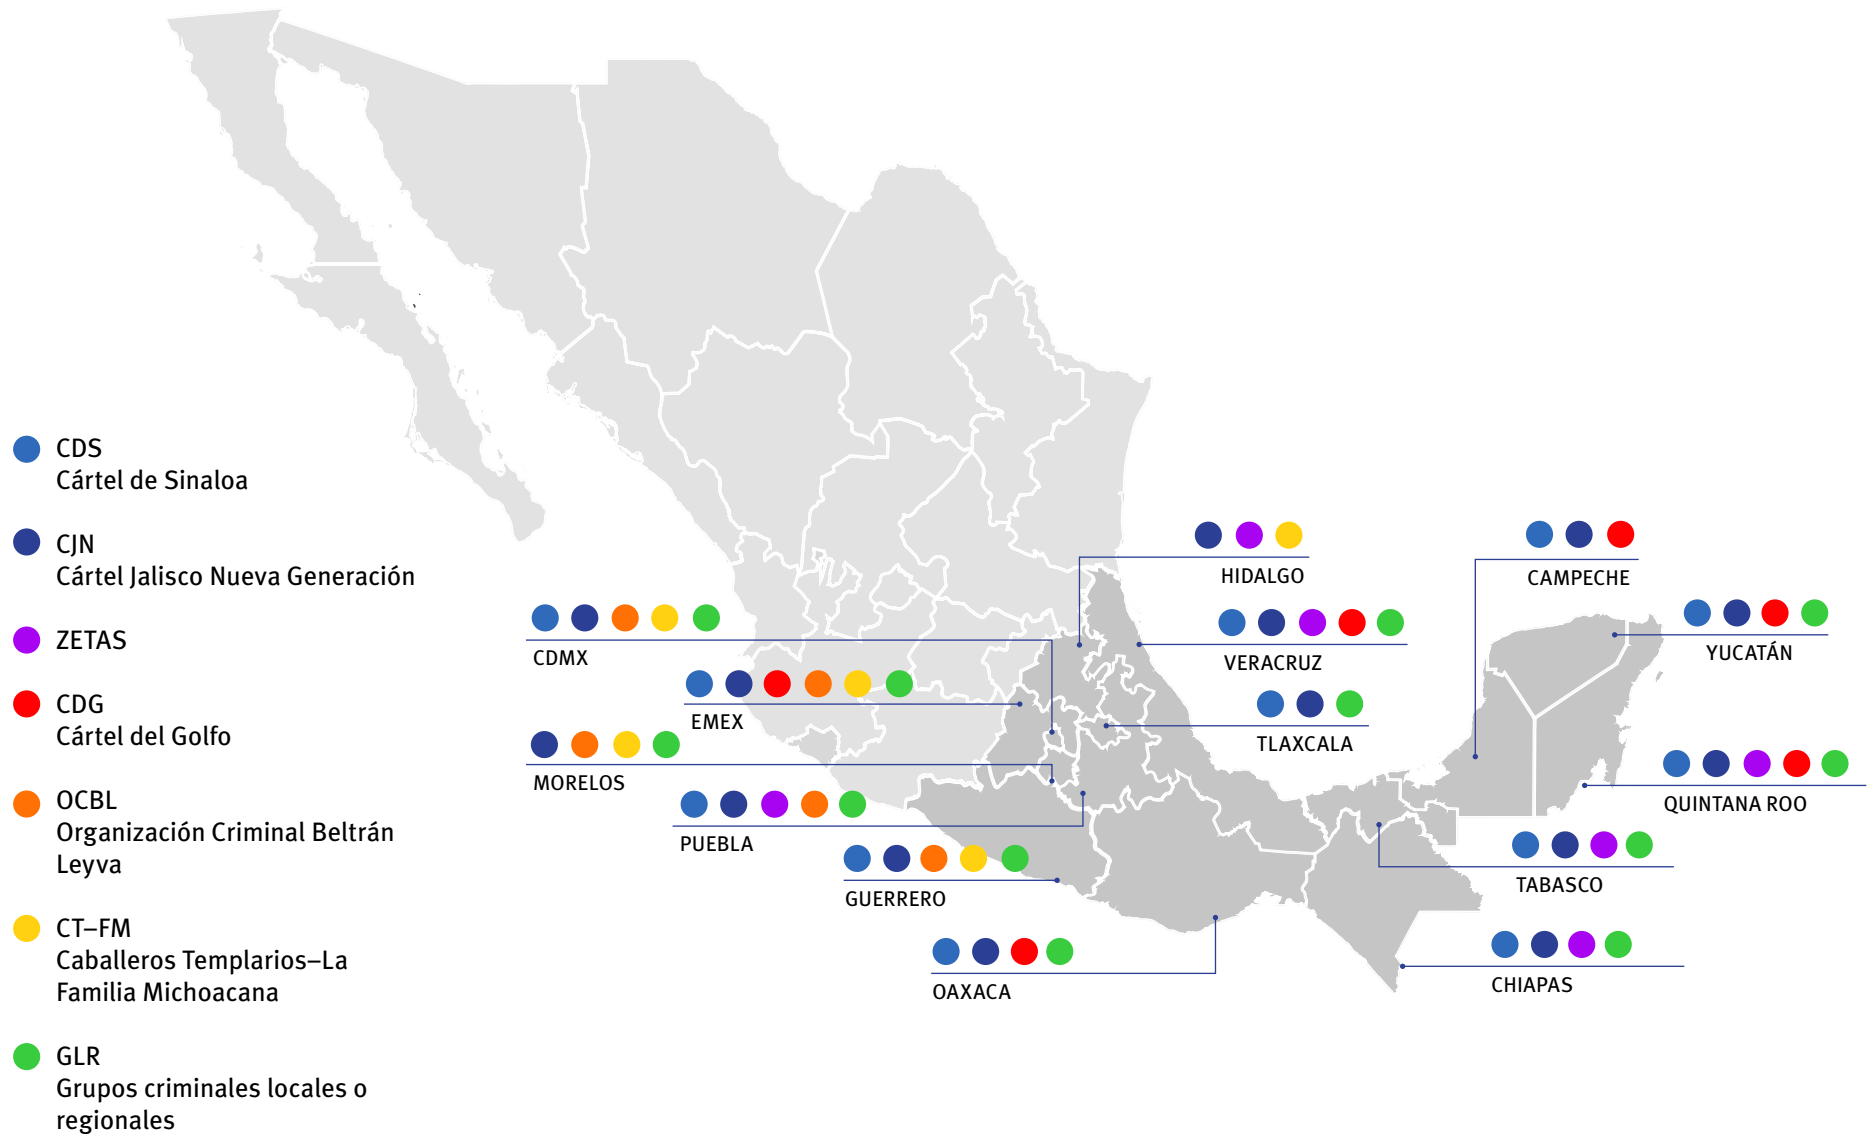 CDS
Cártel de Sinaloa
CJN
Cártel Jalisco Nueva Generación
ZETAS
CDG
Cártel del Golfo
OCBL
Organización Criminal Beltrán
Leyva
CT–FM
Caballeros Templarios–La
Familia Michoacana
GLR
Grupos criminales locales o
regionales
HIDALGO
CAMPECHE
CDMX
VERACRUZ
YUCATÁN
EMEX
TLAXCALA
MORELOS
QUINTANA ROO
PUEBLA
TABASCO
GUERRERO
OAXACA
CHIAPAS